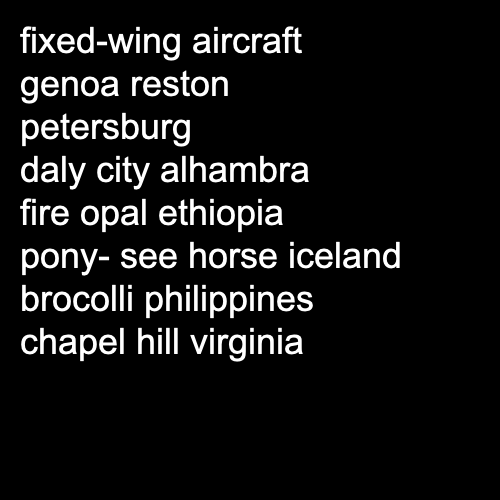 fixed-wing aircraft
genoa reston
petersburg
daly city alhambra
fire opal ethiopia
pony- see horse iceland
brocolli philippines
chapel hill virginia